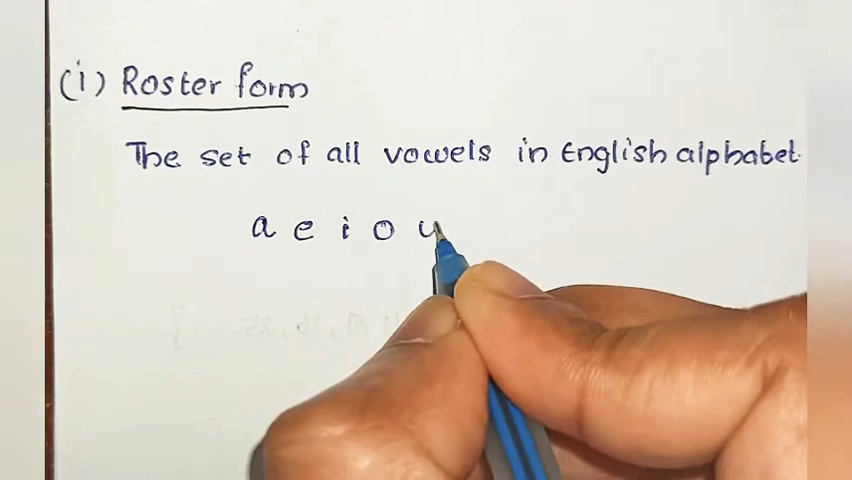 (i) Roster form
The set of all vowels in English alphabet.
a e i o u